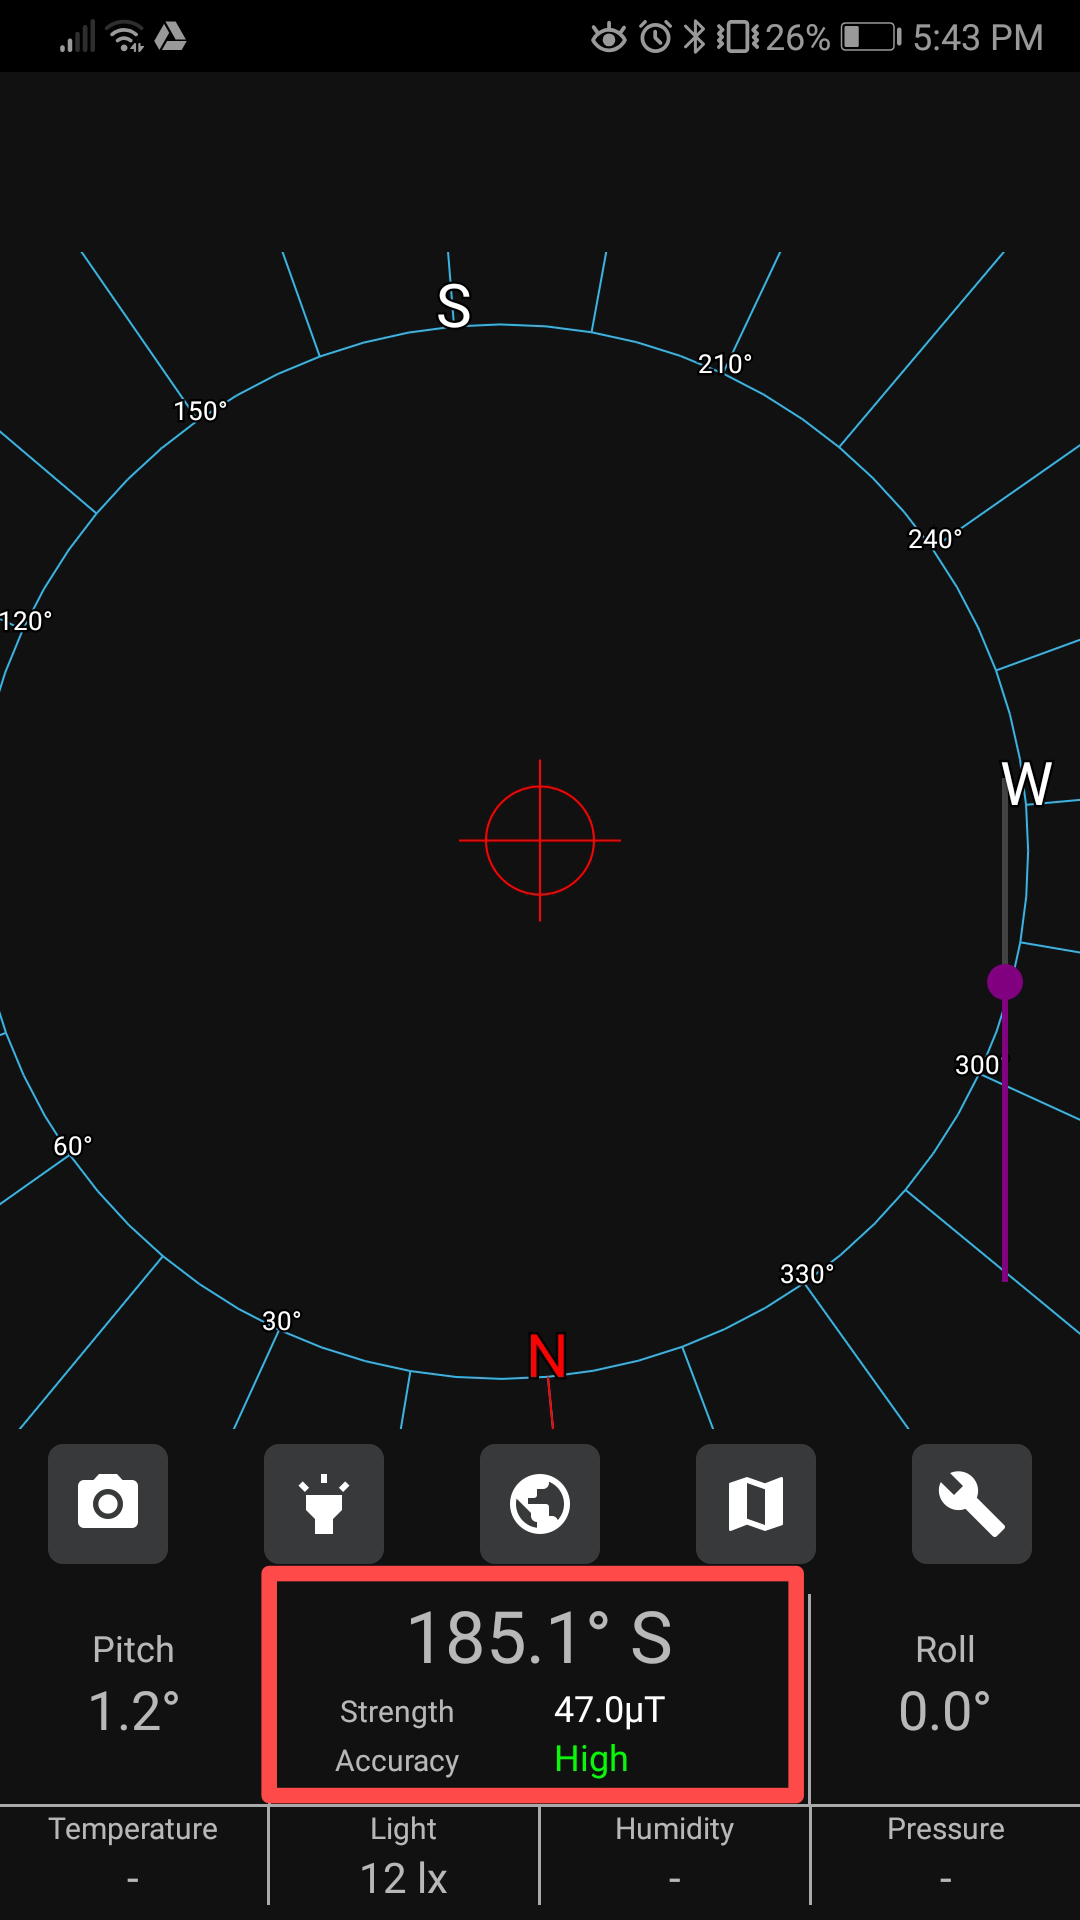 26% 5:43 PM
S
210°
150°
240°
120°
W
300°
60°
330°
30°
N
185.1° S
Pitch
1.2°
Strength 47.0µT
Accuracy High
Roll
0.0°
Temperature Light Humidity Pressure
- 12 lx - -